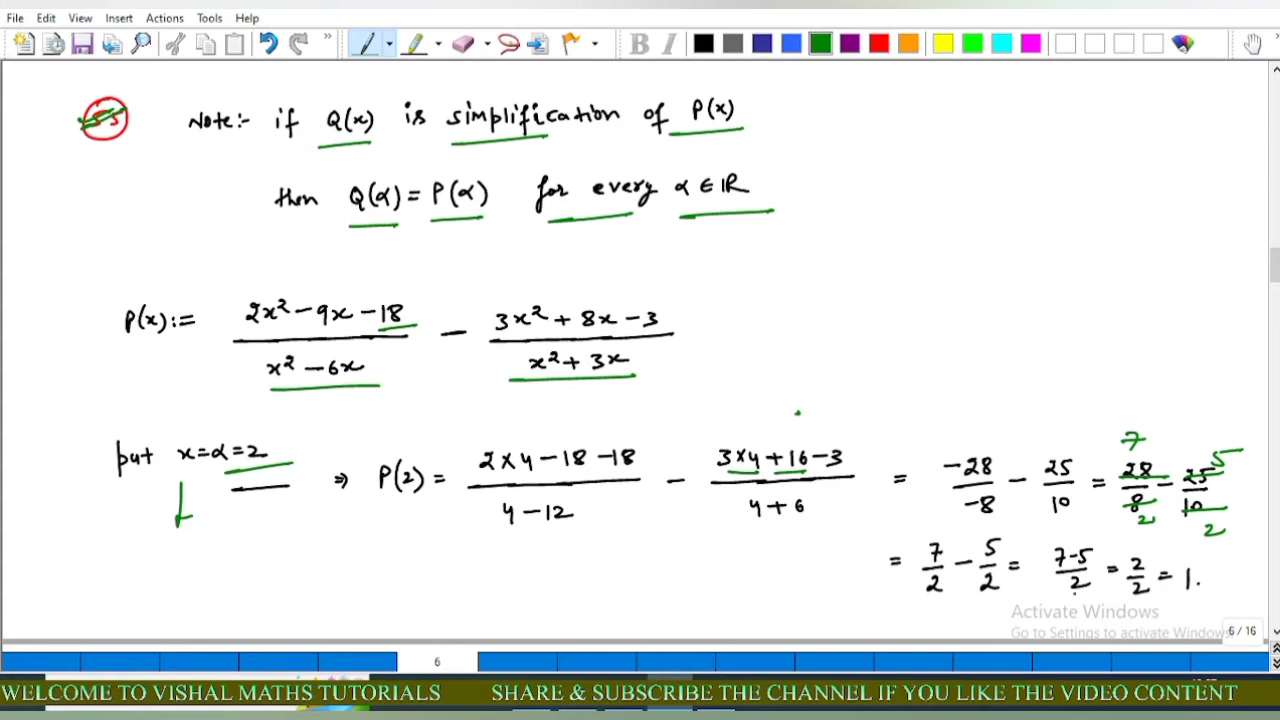 File Edit View Insert Actions Tools Help
Note:- if Q(x) is simplification of P(x)
then Q(α) = P(α) for every α ∈ IR
P(x) := (2x² - 9x - 18)/(x² - 6x) - (3x² + 8x - 3)/(x² + 3x)
put x = α = 2 ⇒ P(2) = (2 × 4 - 18 - 18)/(4 - 12) - (3 × 4 + 16 - 3)/(4 + 6) = -28/-8 - 25/10 = 28/8 - 25/10
7 2 5 2
= 7/2 - 5/2 = (7-5)/2 = 2/2 = 1.
Activate Windows
Go to Settings to activate Windows
6 / 16
6
WELCOME TO VISHAL MATHS TUTORIALS SHARE & SUBSCRIBE THE CHANNEL IF YOU LIKE THE VIDEO CONTENT